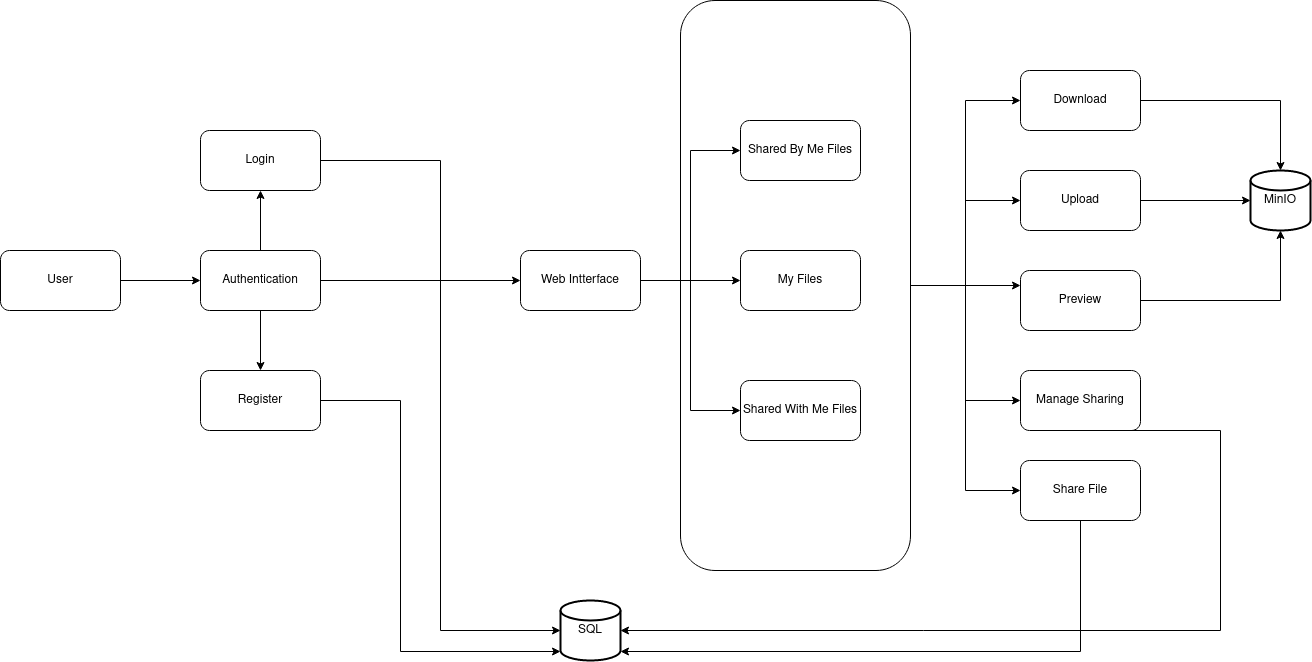 Download
Login
Shared By Me Files
Upload
MinIO
User
Authentication
Web Intterface
My Files
Preview
Register
Shared With Me Files
Manage Sharing
Share File
SQL